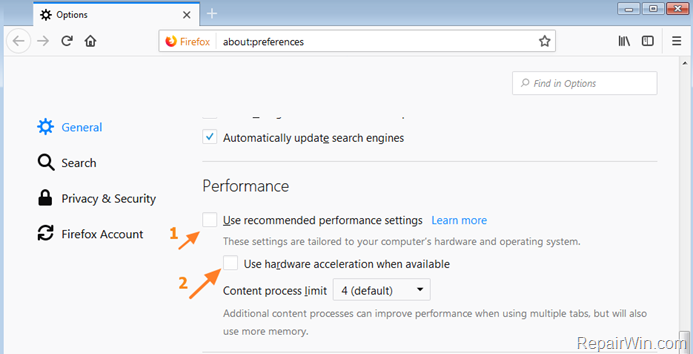 Options
Firefox about:preferences
Find in Options
General
Search
Privacy & Security
Firefox Account
Automatically update search engines
Performance
1
Use recommended performance settings Learn more
These settings are tailored to your computer's hardware and operating system.
2
Use hardware acceleration when available
Content process limit 4 (default)
Additional content processes can improve performance when using multiple tabs, but will also
use more memory.
RepairWin.com